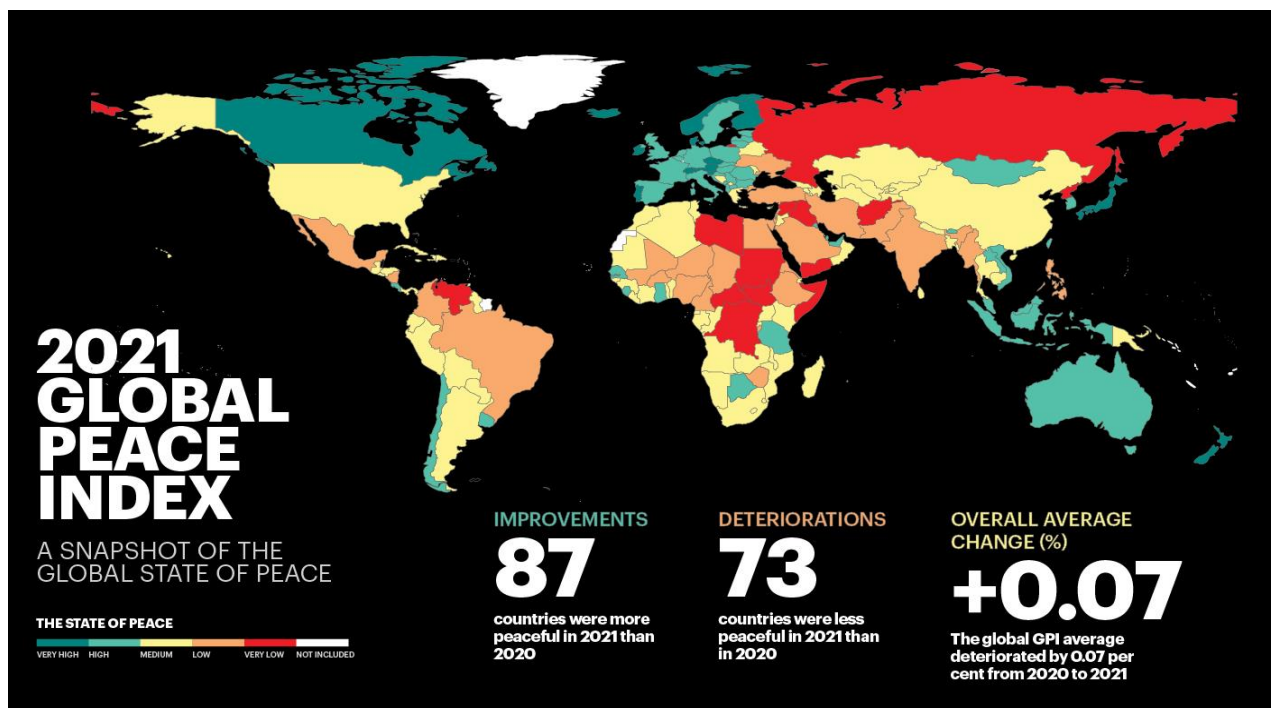 2021
GLOBAL
PEACE
INDEX
A SNAPSHOT OF THE
GLOBAL STATE OF PEACE
THE STATE OF PEACE
VERY HIGH HIGH MEDIUM LOW VERY LOW NOT INCLUDED
IMPROVEMENTS
87
countries were more
peaceful in 2021 than
2020
DETERIORATIONS
73
countries were less
peaceful in 2021 than
in 2020
OVERALL AVERAGE
CHANGE (%)
+0.07
The global GPI average
deteriorated by 0.07 per
cent from 2020 to 2021